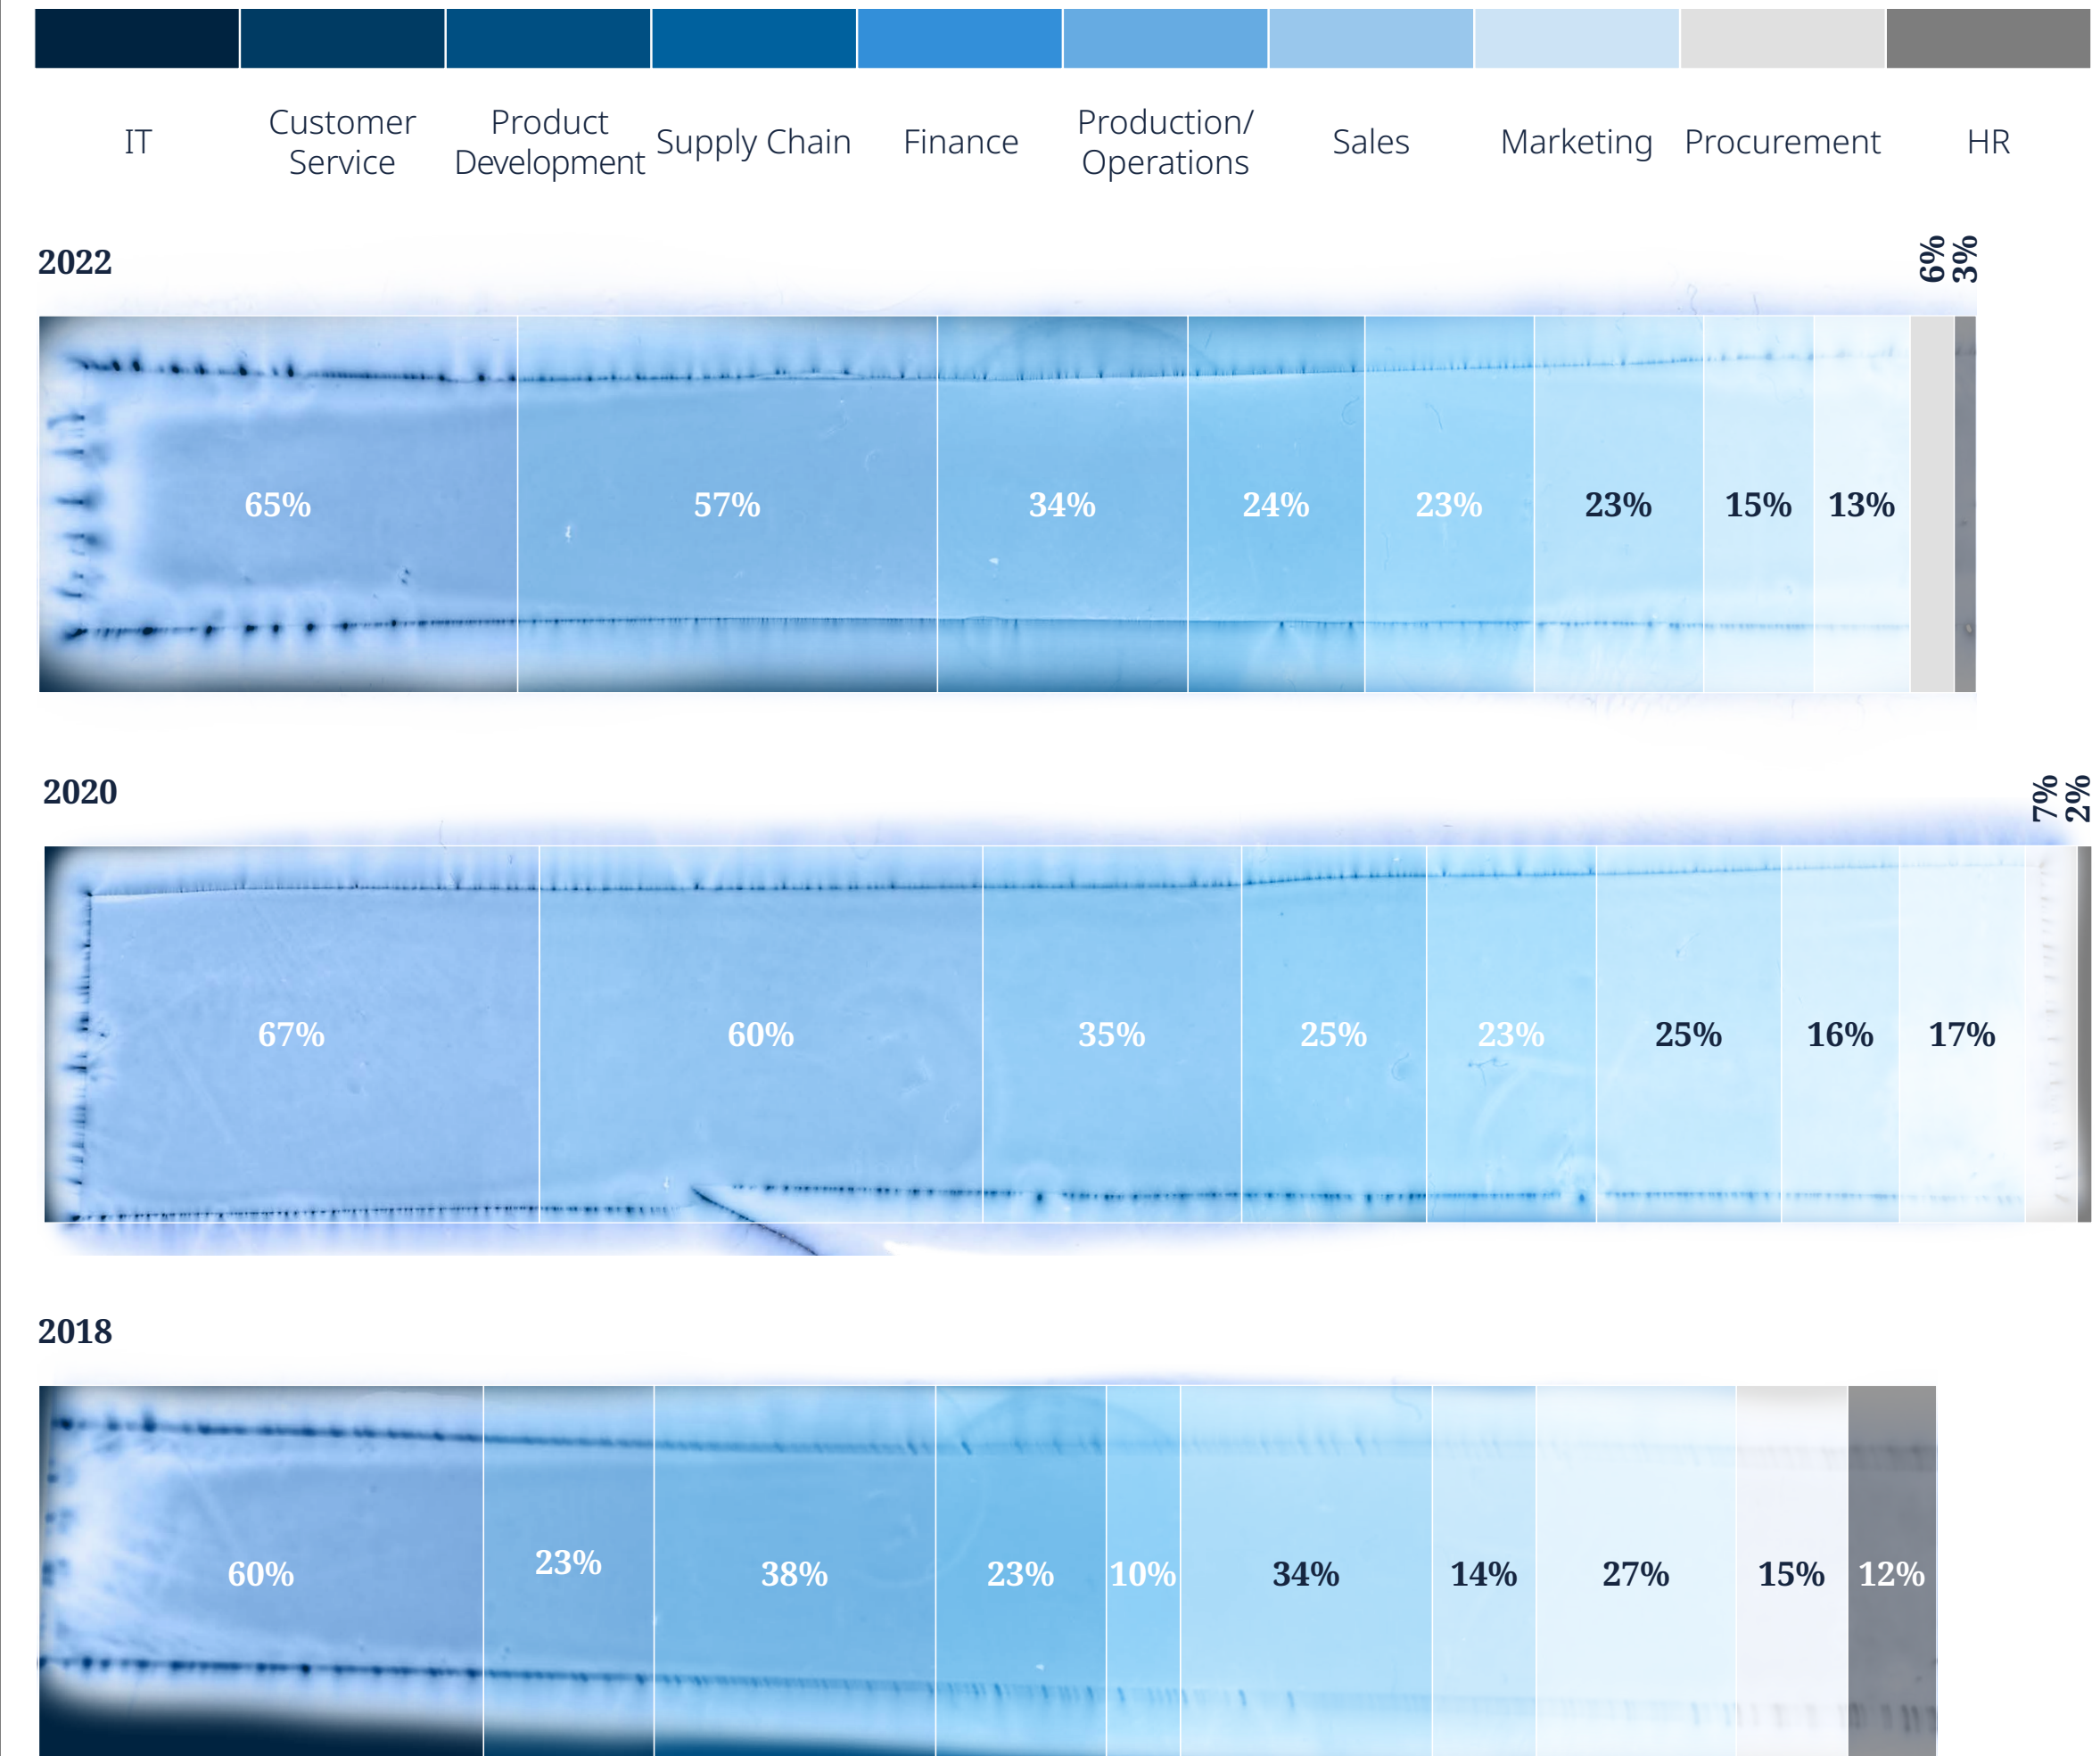 IT
Customer
Service
Product
Development
Supply Chain
Finance
Production/
Operations
Sales
Marketing
Procurement
HR
2022
6%
3%
65%
57%
34%
24%
23%
23%
15%
13%
2020
7%
2%
67%
60%
35%
25%
23%
25%
16%
17%
2018
60%
23%
38%
23%
10%
34%
14%
27%
15%
12%